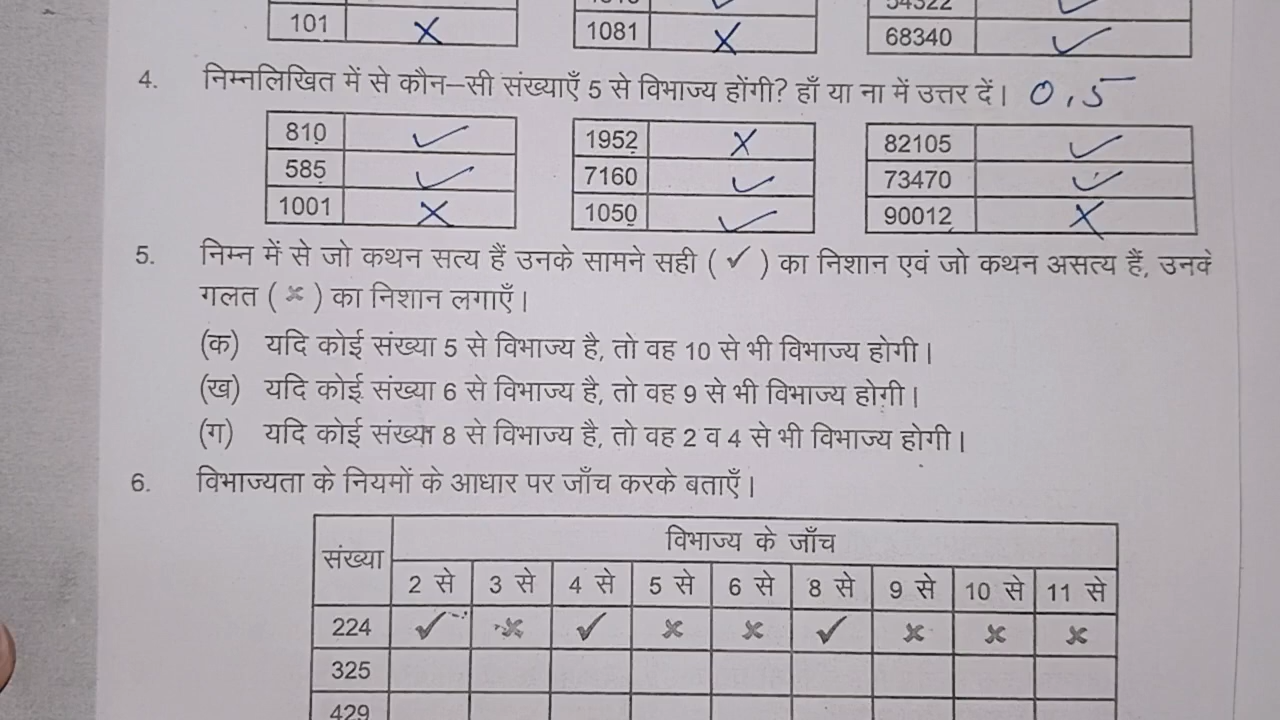 101 ✗ 1081 ✗ 54322 ✓
68340 ✓
4. निम्नलिखित में से कौन–सी संख्याएँ 5 से विभाज्य होंगी? हाँ या ना में उत्तर दें। 0,5
810 ✓ 1952 ✗ 82105 ✓
585 ✓ 7160 ✓ 73470 ✓
1001 ✗ 1050 ✓ 90012 ✗
5. निम्न में से जो कथन सत्य हैं उनके सामने सही ( ✓ ) का निशान एवं जो कथन असत्य हैं, उनके
गलत ( × ) का निशान लगाएँ।
(क) यदि कोई संख्या 5 से विभाज्य है, तो वह 10 से भी विभाज्य होगी।
(ख) यदि कोई संख्या 6 से विभाज्य है, तो वह 9 से भी विभाज्य होगी।
(ग) यदि कोई संख्या 8 से विभाज्य है, तो वह 2 व 4 से भी विभाज्य होगी।
6. विभाज्यता के नियमों के आधार पर जाँच करके बताएँ।
संख्या विभाज्य के जाँच
2 से 3 से 4 से 5 से 6 से 8 से 9 से 10 से 11 से
224 ✓ × ✓ × × ✓ × × ×
325
429